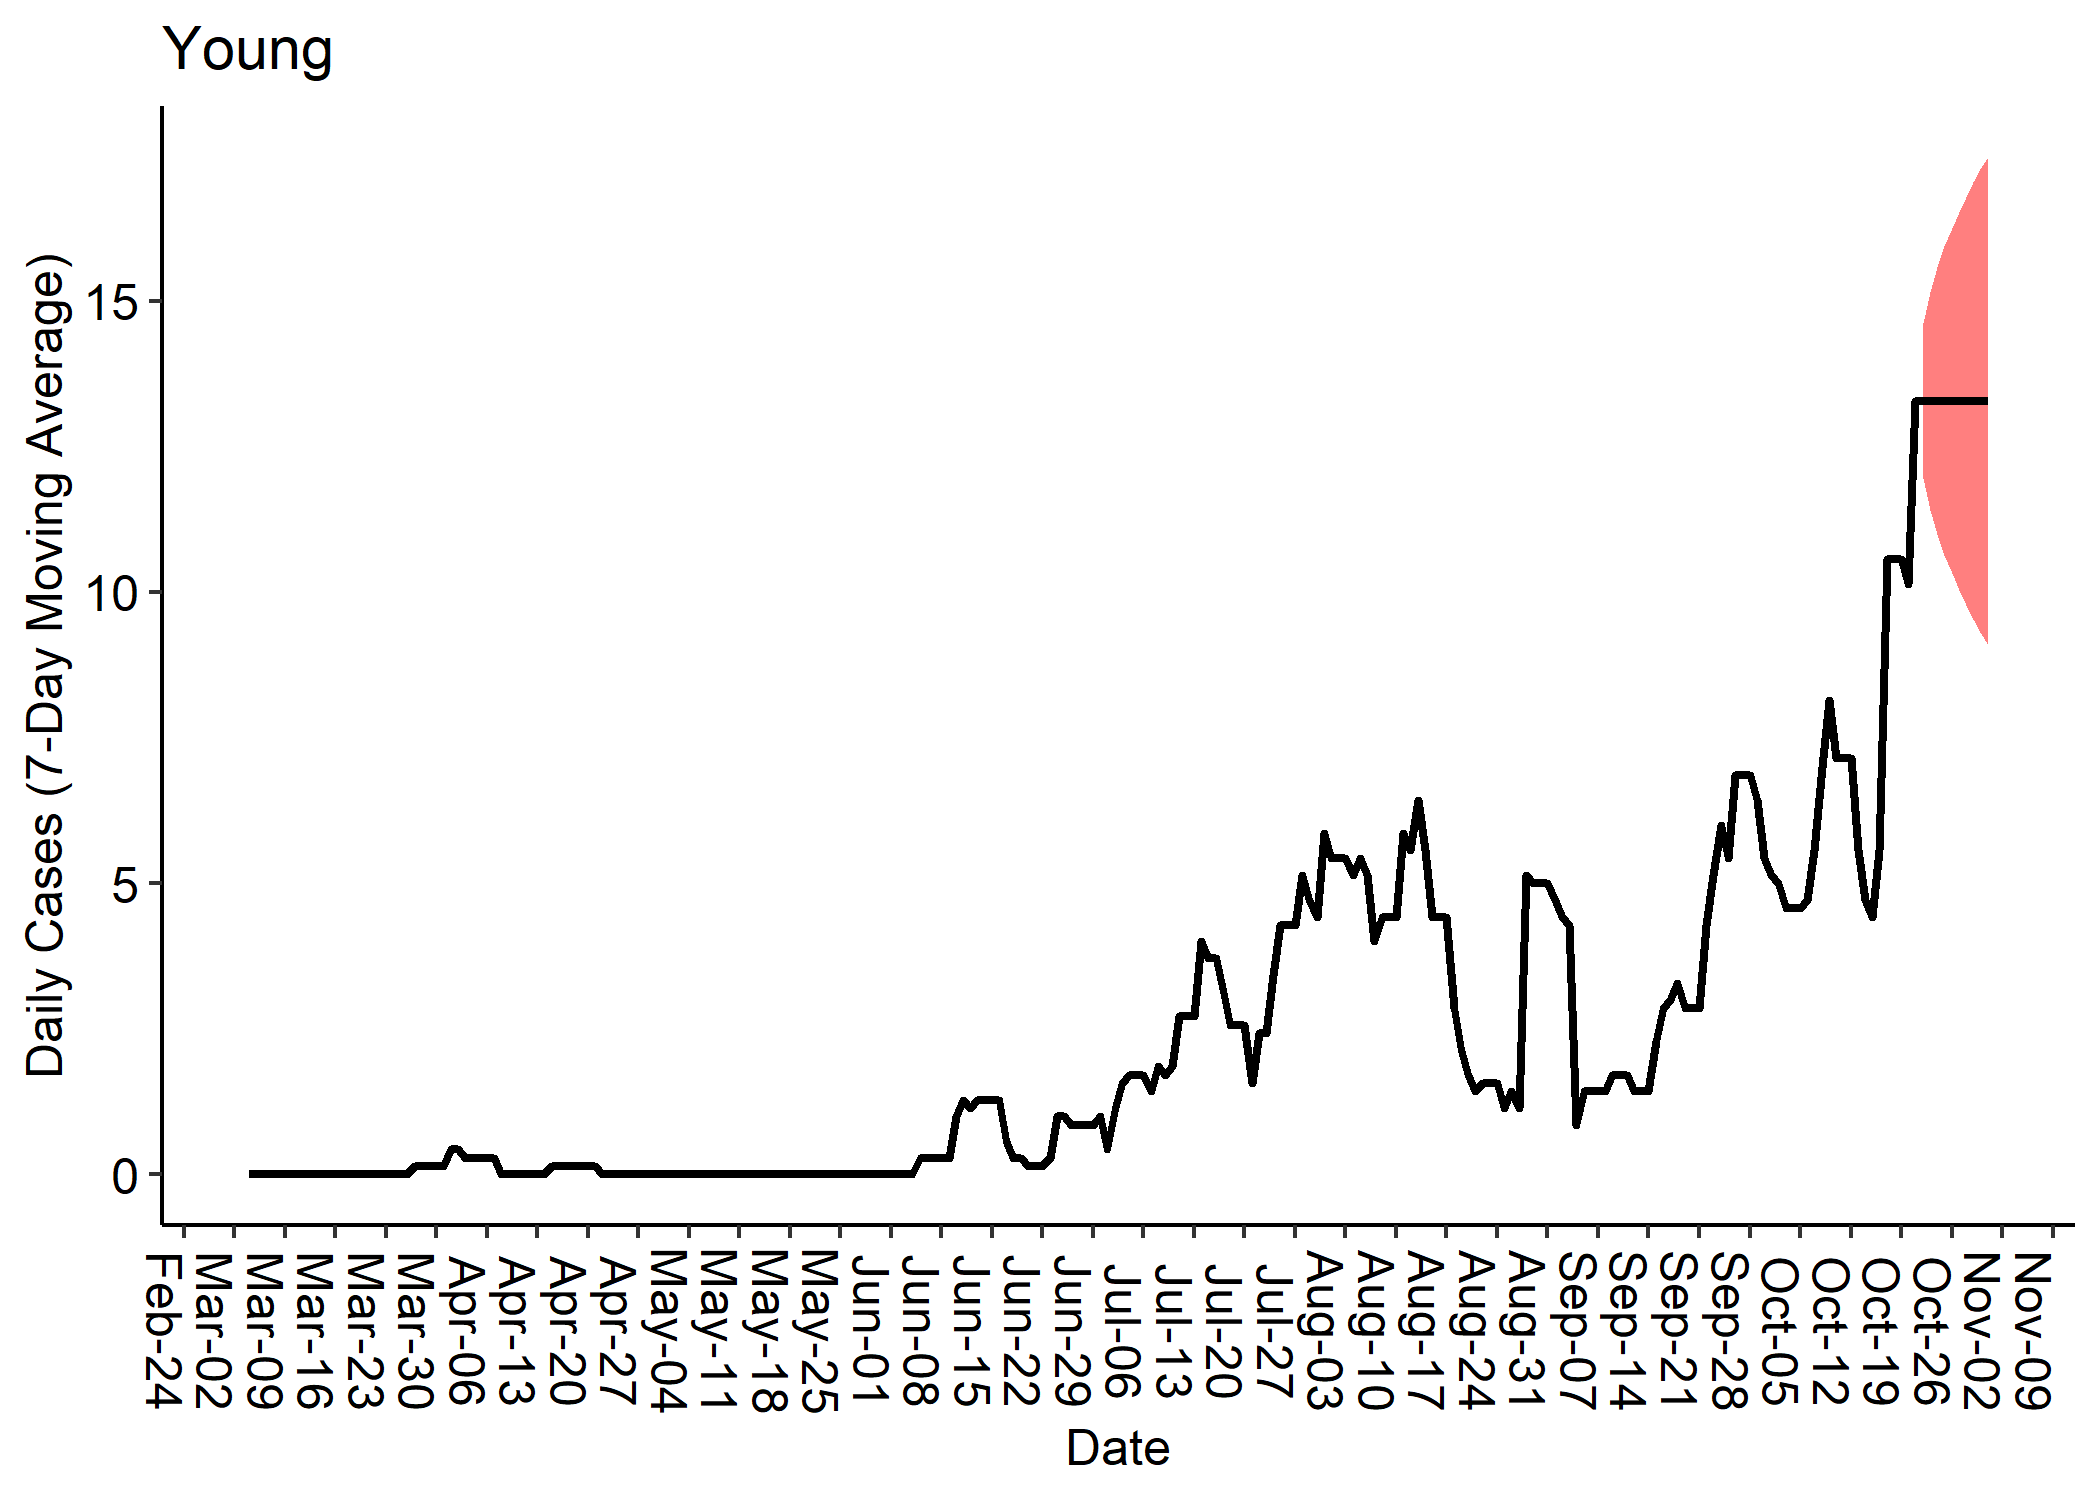 Young
Daily Cases (7-Day Moving Average)
15
10
5
0
Feb-24
Mar-02
Mar-09
Mar-16
Mar-23
Mar-30
Apr-06
Apr-13
Apr-20
Apr-27
May-04
May-11
May-18
May-25
Jun-01
Jun-08
Jun-15
Jun-22
Jun-29
Jul-06
Jul-13
Jul-20
Jul-27
Aug-03
Aug-10
Aug-17
Aug-24
Aug-31
Sep-07
Sep-14
Sep-21
Sep-28
Oct-05
Oct-12
Oct-19
Oct-26
Nov-02
Nov-09
Date